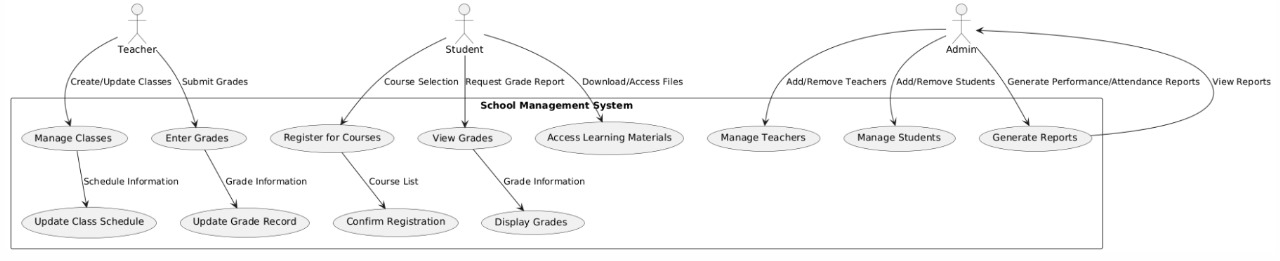 Teacher
Student
Admin
Create/Update Classes
Submit Grades
Course Selection
Request Grade Report
Download/Access Files
Add/Remove Teachers
Add/Remove Students
Generate Performance/Attendance Reports
View Reports
School Management System
Manage Classes
Enter Grades
Register for Courses
View Grades
Access Learning Materials
Manage Teachers
Manage Students
Generate Reports
Schedule Information
Grade Information
Course List
Grade Information
Update Class Schedule
Update Grade Record
Confirm Registration
Display Grades